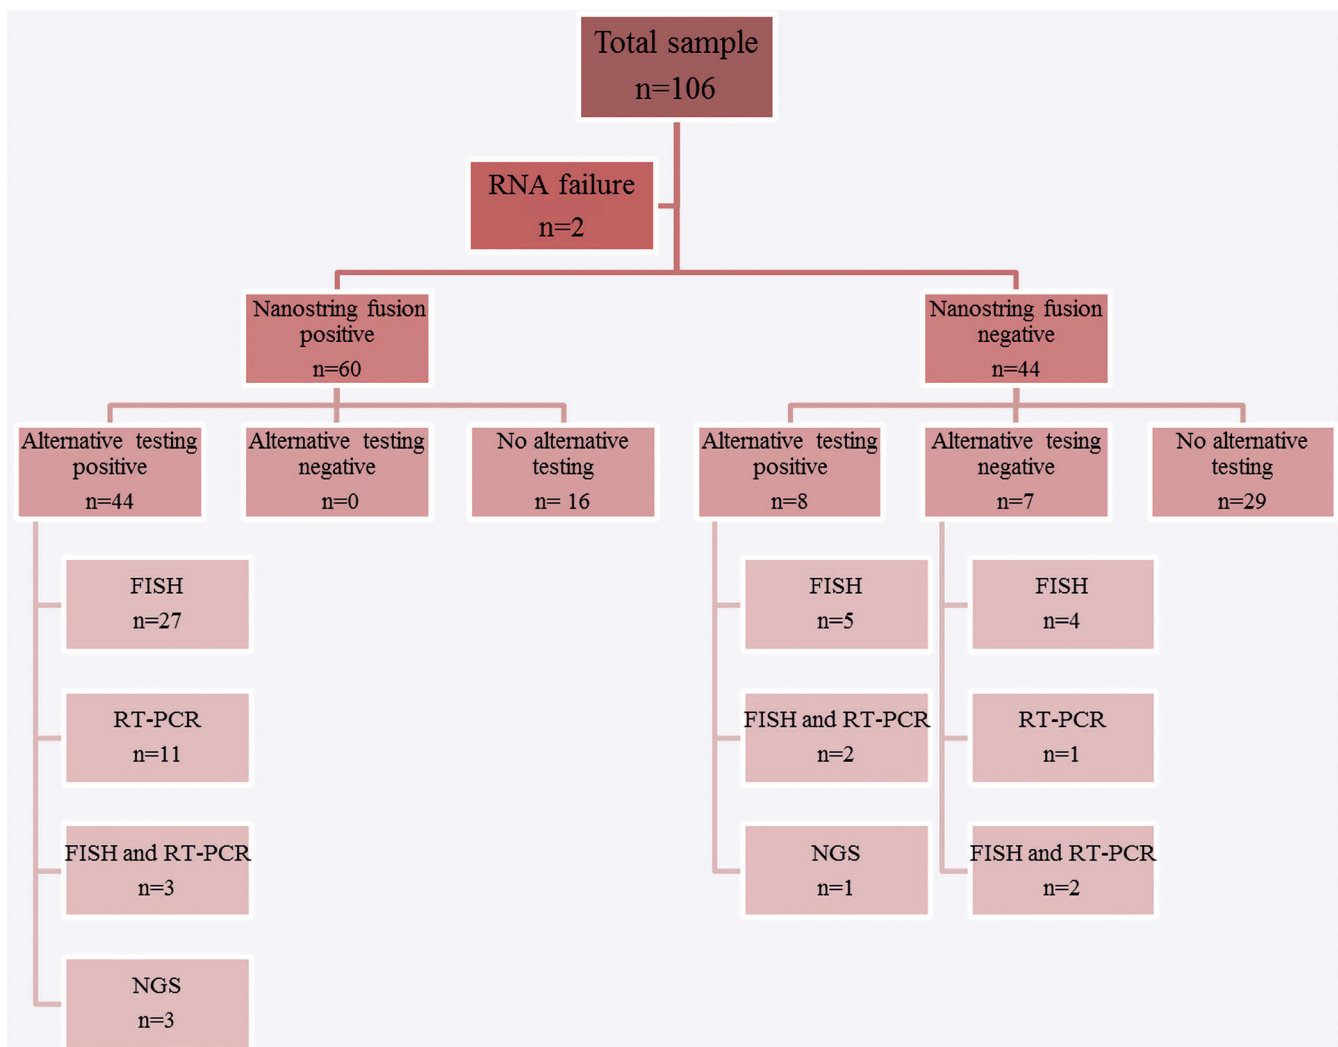 Total sample
n=106
RNA failure
n=2
Nanostring fusion
positive
n=60
Nanostring fusion
negative
n=44
Alternative testing
positive
n=44
Alternative testing
negative
n=0
No alternative
testing
n= 16
Alternative testing
positive
n=8
Alternative tesing
negative
n=7
No alternative
testing
n=29
FISH
n=27
RT-PCR
n=11
FISH and RT-PCR
n=3
NGS
n=3
FISH
n=5
FISH and RT-PCR
n=2
NGS
n=1
FISH
n=4
RT-PCR
n=1
FISH and RT-PCR
n=2